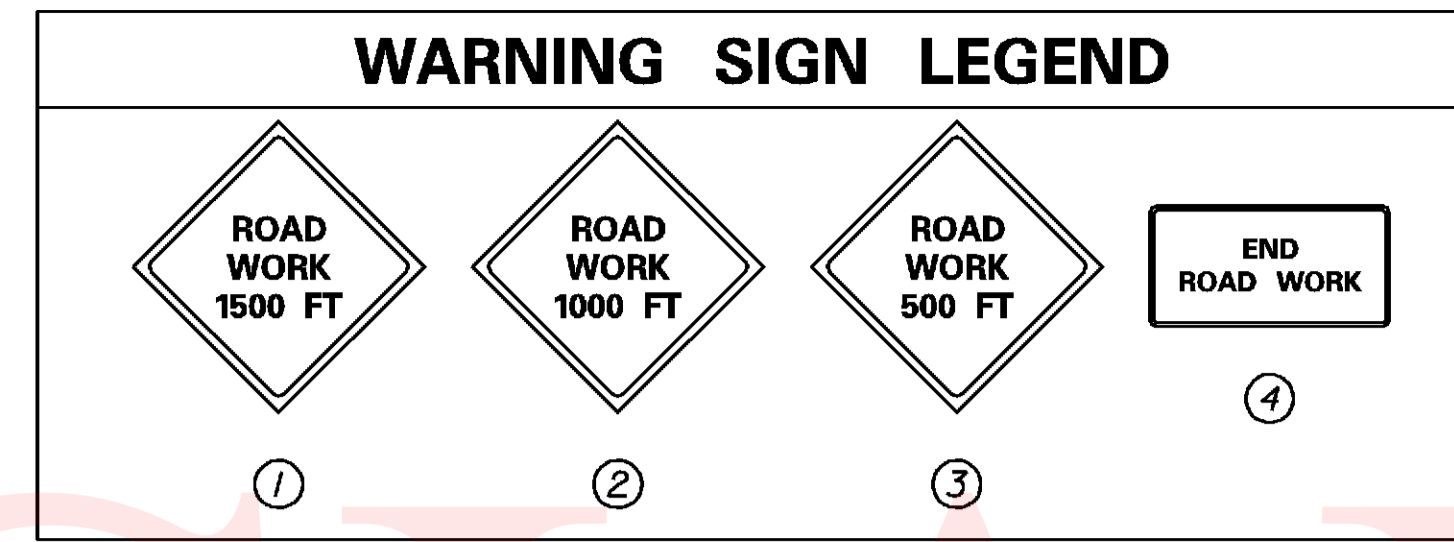 WARNING SIGN LEGEND
ROAD
WORK
1500 FT
ROAD
WORK
1000 FT
ROAD
WORK
500 FT
END
ROAD WORK
1
2
3
4